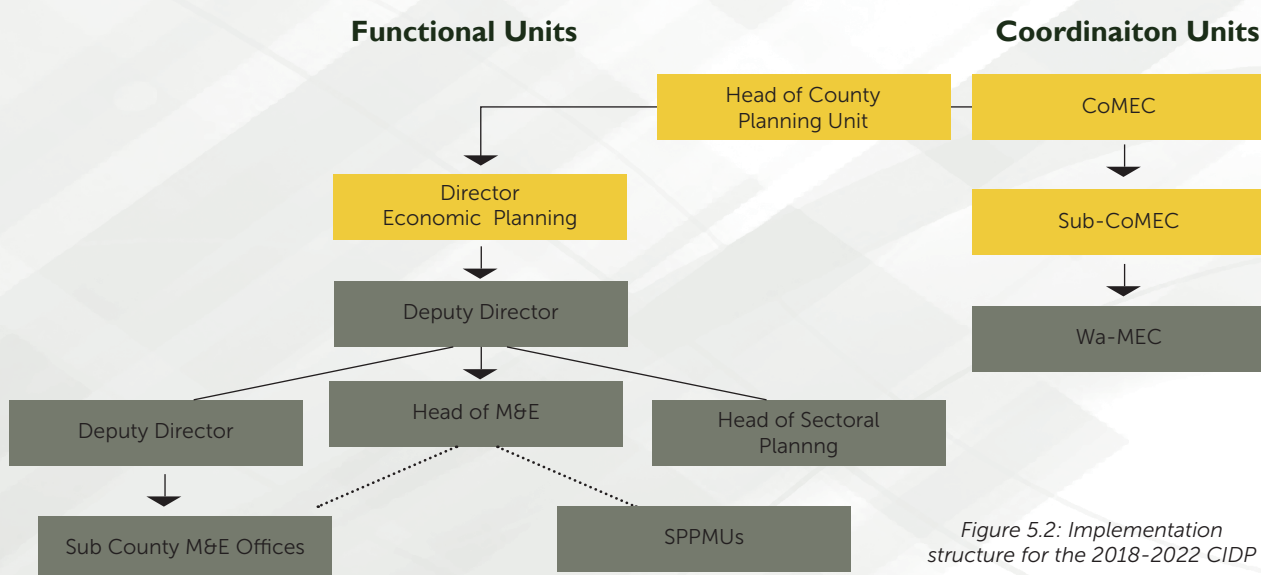 Functional Units
Coordinaiton Units
Head of County
Planning Unit
CoMEC
Director
Economic Planning
Sub-CoMEC
Deputy Director
Wa-MEC
Deputy Director
Head of M&E
Head of Sectoral
Plannng
Sub County M&E Offices
SPPMUs
Figure 5.2: Implementation
structure for the 2018-2022 CIDP